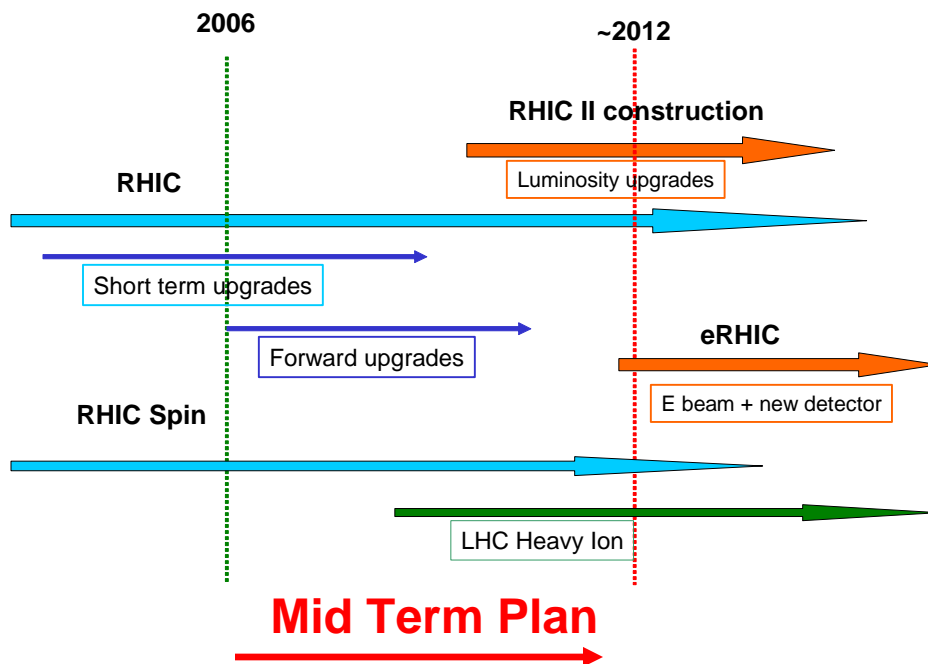 2006
~2012
RHIC II construction
Luminosity upgrades
RHIC
Short term upgrades
Forward upgrades
eRHIC
E beam + new detector
RHIC Spin
LHC Heavy Ion
Mid Term Plan